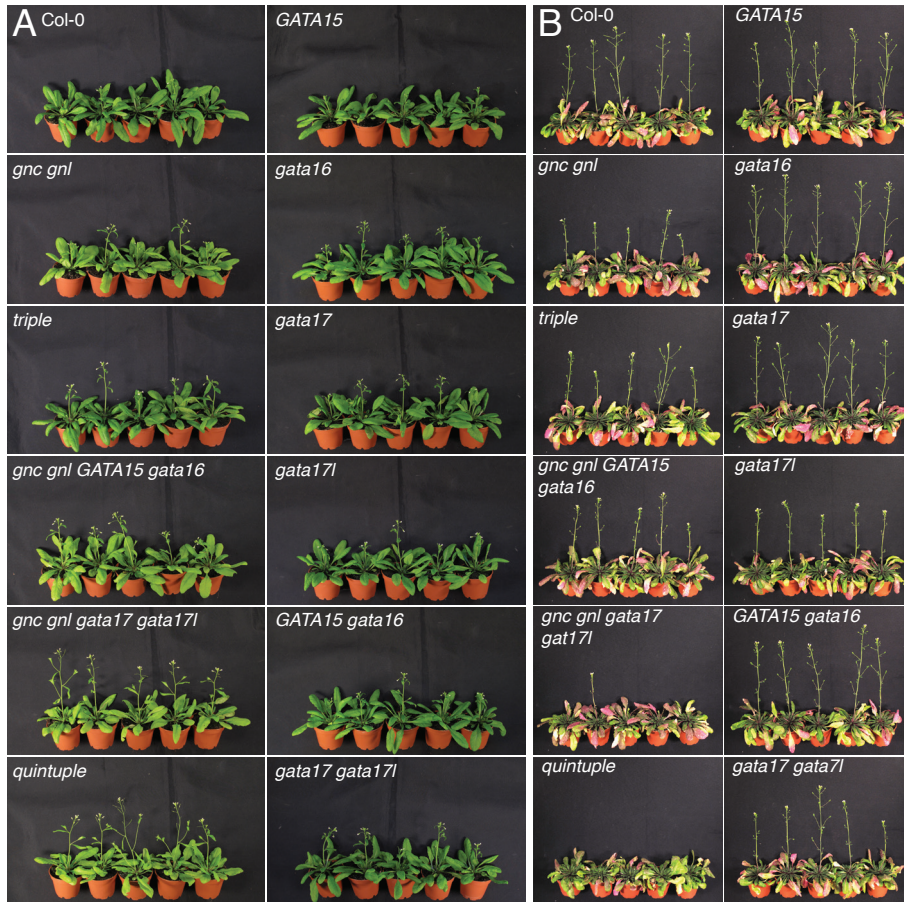 A
Col-0
GATA15
gnc gnl
gata16
triple
gata17
gnc gnl GATA15 gata16
gata17l
gnc gnl gata17 gata17l
GATA15 gata16
quintuple
gata17 gata17l
B
Col-0
GATA15
gnc gnl
gata16
triple
gata17
gnc gnl GATA15
gata16
gata17l
gnc gnl gata17
gat17l
GATA15 gata16
quintuple
gata17 gata7l